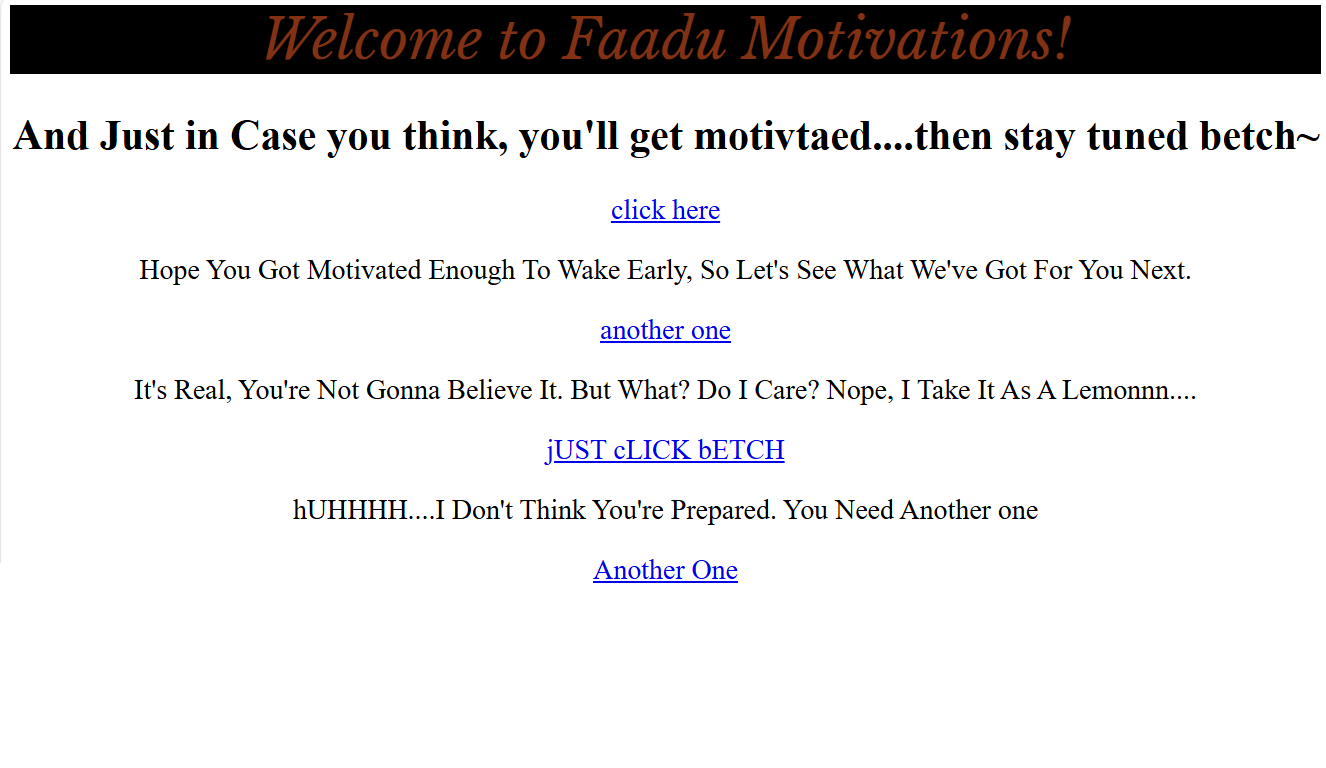 Welcome to Faadu Motivations!
And Just in Case you think, you'll get motivtaed....then stay tuned betch~
click here
Hope You Got Motivated Enough To Wake Early, So Let's See What We've Got For You Next.
another one
It's Real, You're Not Gonna Believe It. But What? Do I Care? Nope, I Take It As A Lemonnn....
jUST cLICK bETCH
hUHHHH....I Don't Think You're Prepared. You Need Another one
Another One